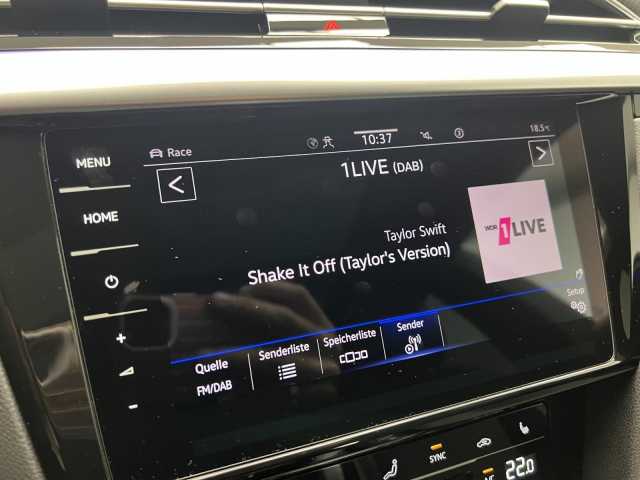 MENU
Race
10:37
18.5°C
1LIVE (DAB)
HOME
Taylor Swift
WDR 1LIVE
Shake It Off (Taylor's Version)
Setup
Quelle
Senderliste
Speicherliste
Sender
FM/DAB
+
-
SYNC
22.0